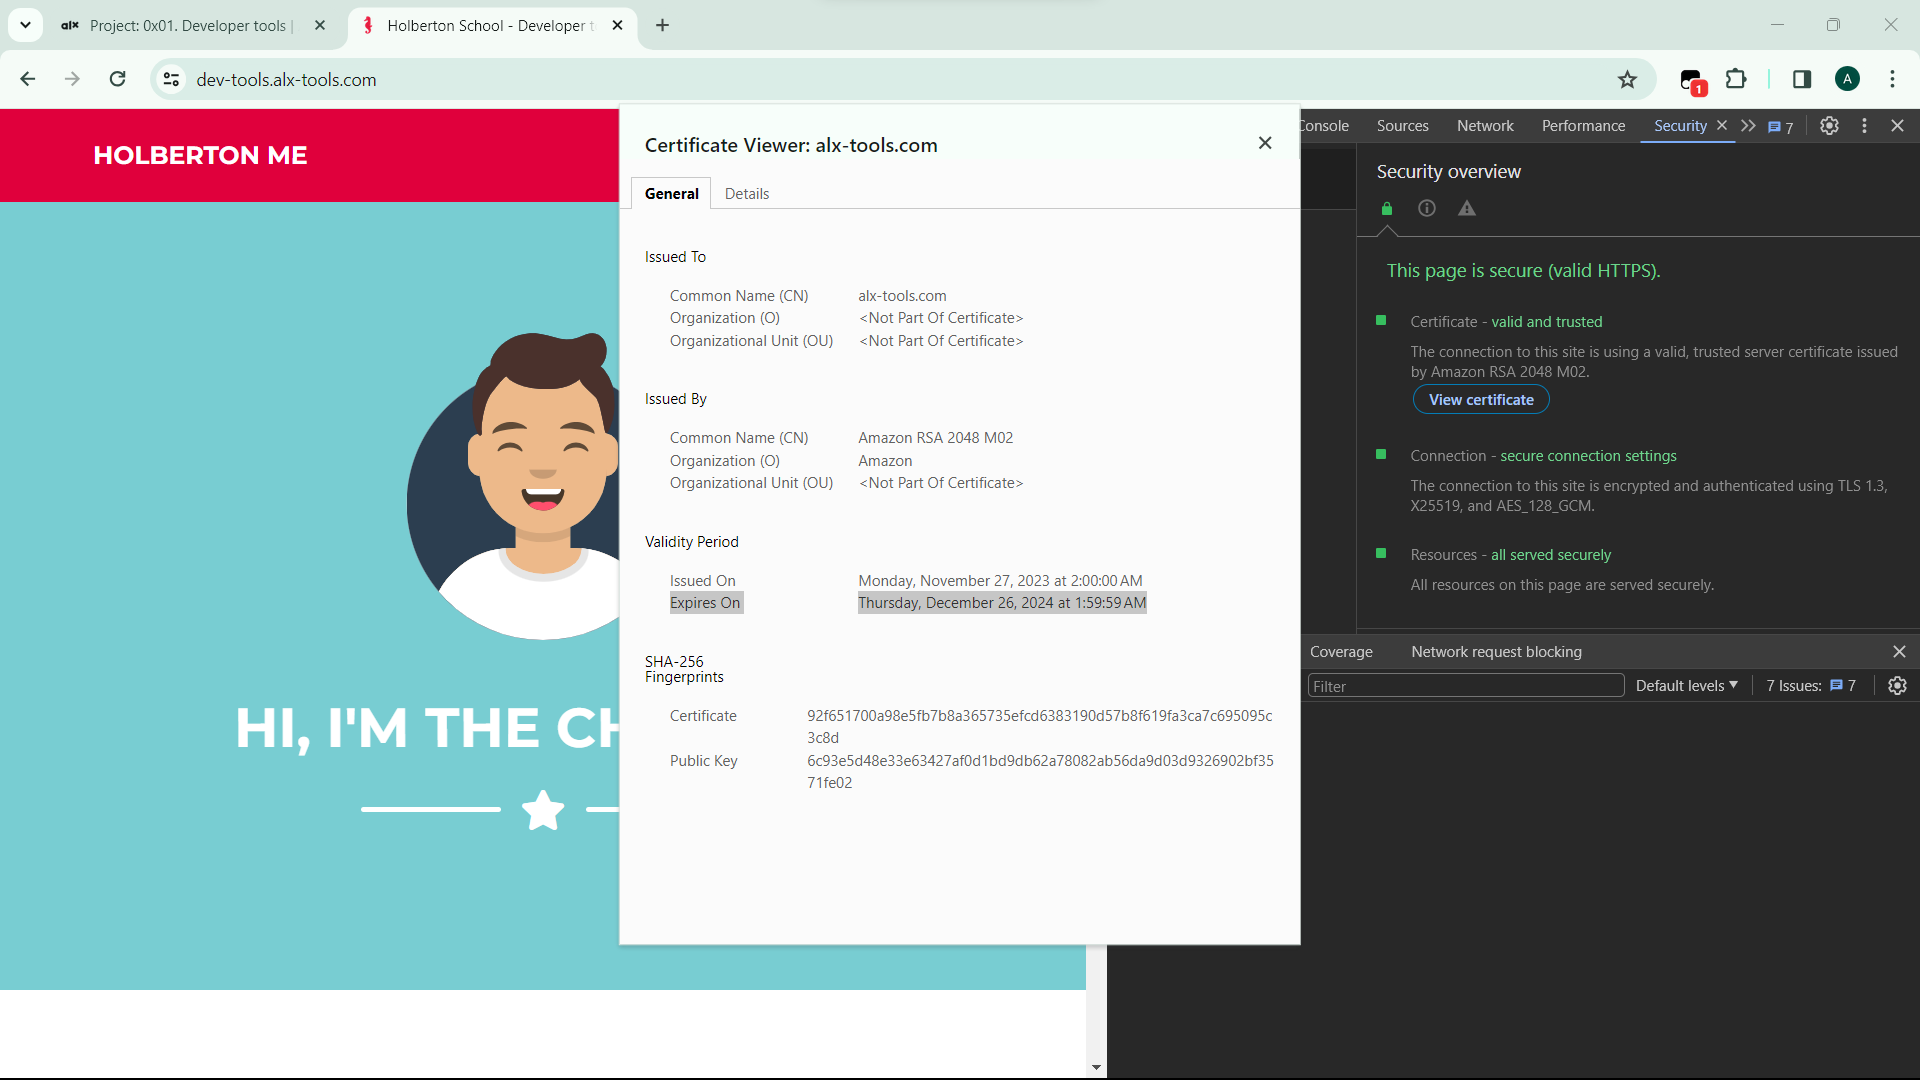 alx Project: 0x01. Developer tools |
Holberton School - Developer t
dev-tools.alx-tools.com
1
A
HOLBERTON ME
HI, I'M THE CH
Certificate Viewer: alx-tools.com
General Details
Issued To
Common Name (CN) alx-tools.com
Organization (O) <Not Part Of Certificate>
Organizational Unit (OU) <Not Part Of Certificate>
Issued By
Common Name (CN) Amazon RSA 2048 M02
Organization (O) Amazon
Organizational Unit (OU) <Not Part Of Certificate>
Validity Period
Issued On Monday, November 27, 2023 at 2:00:00 AM
Expires On Thursday, December 26, 2024 at 1:59:59 AM
SHA-256
Fingerprints
Certificate 92f651700a98e5fb7b8a365735efcd6383190d57b8f619fa3ca7c695095c
3c8d
Public Key 6c93e5d48e33e63427af0d1bd9db62a78082ab56da9d03d9326902bf35
71fe02
Console Sources Network Performance Security 7
Security overview
This page is secure (valid HTTPS).
Certificate - valid and trusted
The connection to this site is using a valid, trusted server certificate issued
by Amazon RSA 2048 M02.
View certificate
Connection - secure connection settings
The connection to this site is encrypted and authenticated using TLS 1.3,
X25519, and AES_128_GCM.
Resources - all served securely
All resources on this page are served securely.
Coverage Network request blocking
Filter Default levels 7 Issues: 7